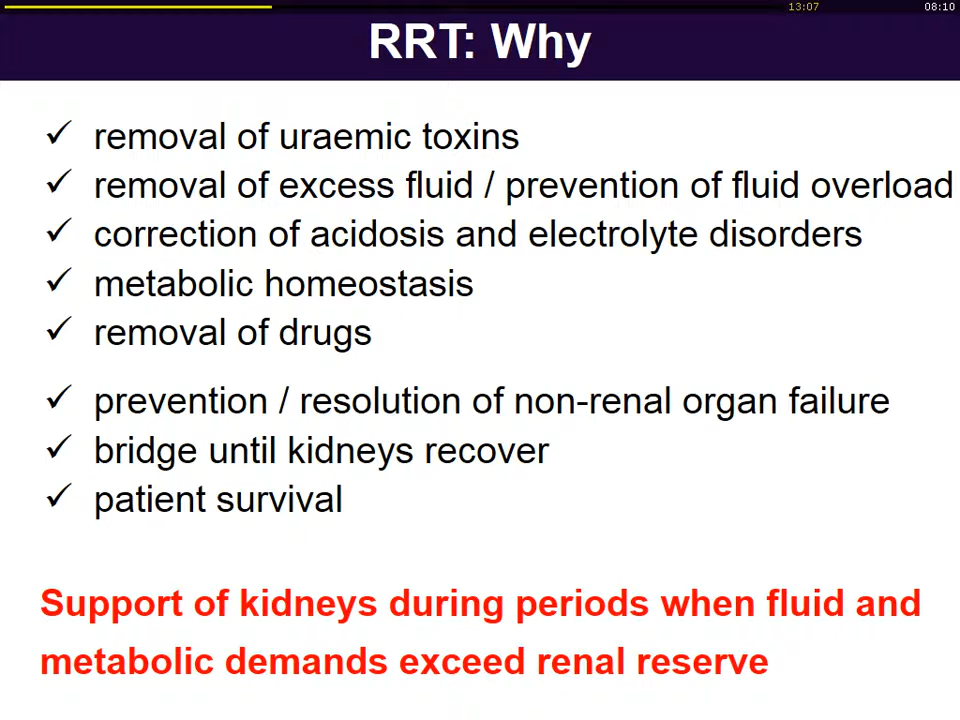 13:07
08:10
RRT: Why
✓ removal of uraemic toxins
✓ removal of excess fluid / prevention of fluid overload
✓ correction of acidosis and electrolyte disorders
✓ metabolic homeostasis
✓ removal of drugs
✓ prevention / resolution of non-renal organ failure
✓ bridge until kidneys recover
✓ patient survival
Support of kidneys during periods when fluid and
metabolic demands exceed renal reserve